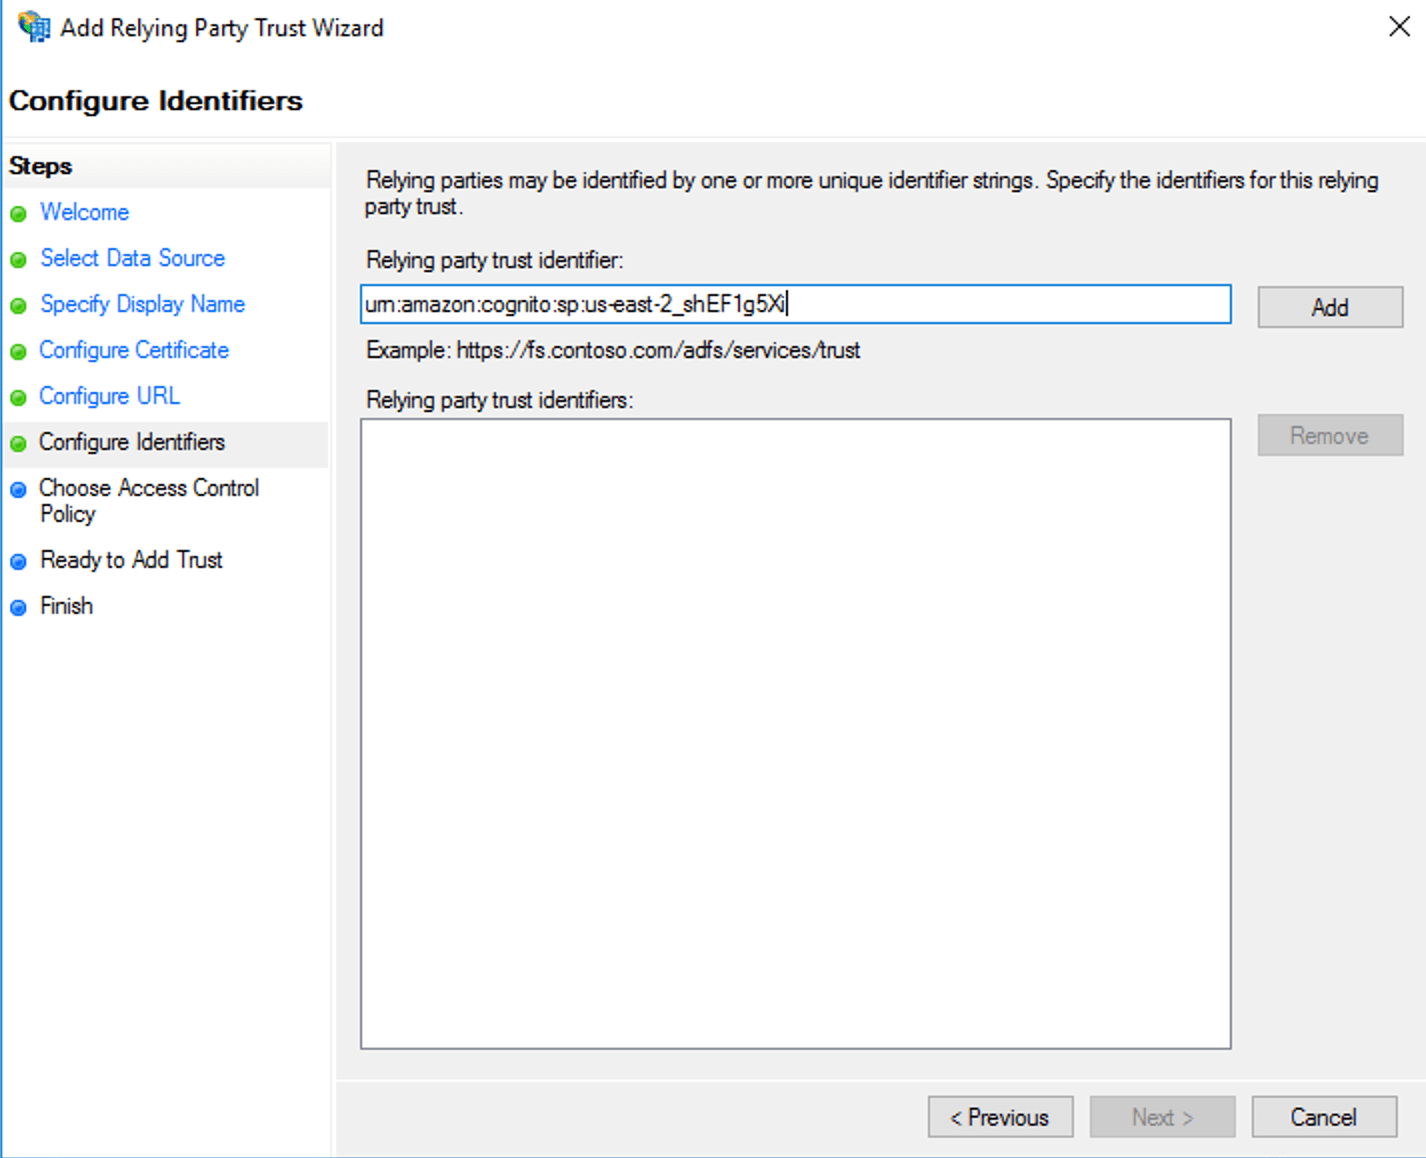 Add Relying Party Trust Wizard
Configure Identifiers
Steps
Welcome
Select Data Source
Specify Display Name
Configure Certificate
Configure URL
Configure Identifiers
Choose Access Control
Policy
Ready to Add Trust
Finish
Relying parties may be identified by one or more unique identifier strings. Specify the identifiers for this relying
party trust.
Relying party trust identifier:
urn:amazon:cognito:sp:us-east-2_shEF1g5Xi
Add
Example: https://fs.contoso.com/adfs/services/trust
Relying party trust identifiers:
Remove
< Previous
Next >
Cancel